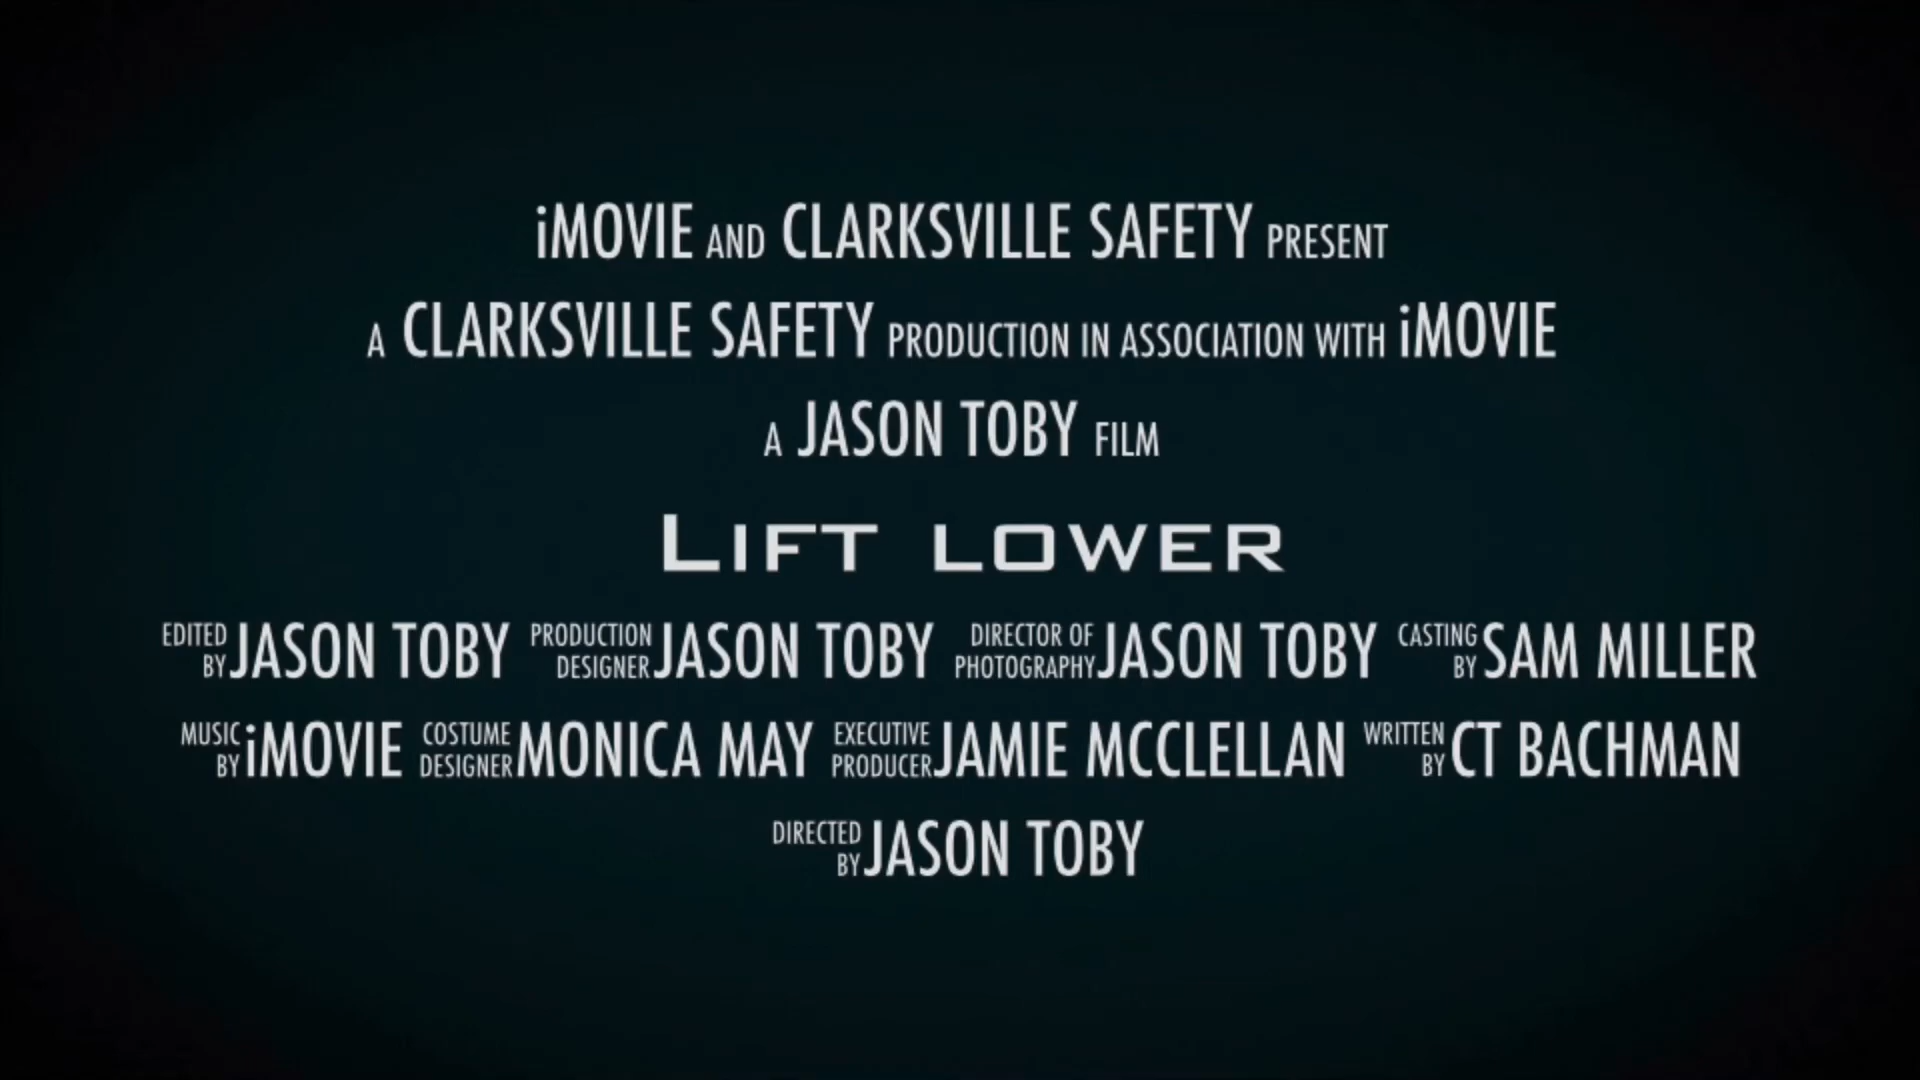 iMOVIE AND CLARKSVILLE SAFETY PRESENT
A CLARKSVILLE SAFETY PRODUCTION IN ASSOCIATION WITH iMOVIE
A JASON TOBY FILM
LIFT LOWER
EDITED BY JASON TOBY PRODUCTION DESIGNER JASON TOBY DIRECTOR OF PHOTOGRAPHY JASON TOBY CASTING BY SAM MILLER
MUSIC BY iMOVIE COSTUME DESIGNER MONICA MAY EXECUTIVE PRODUCER JAMIE MCCLELLAN WRITTEN BY CT BACHMAN
DIRECTED BY JASON TOBY